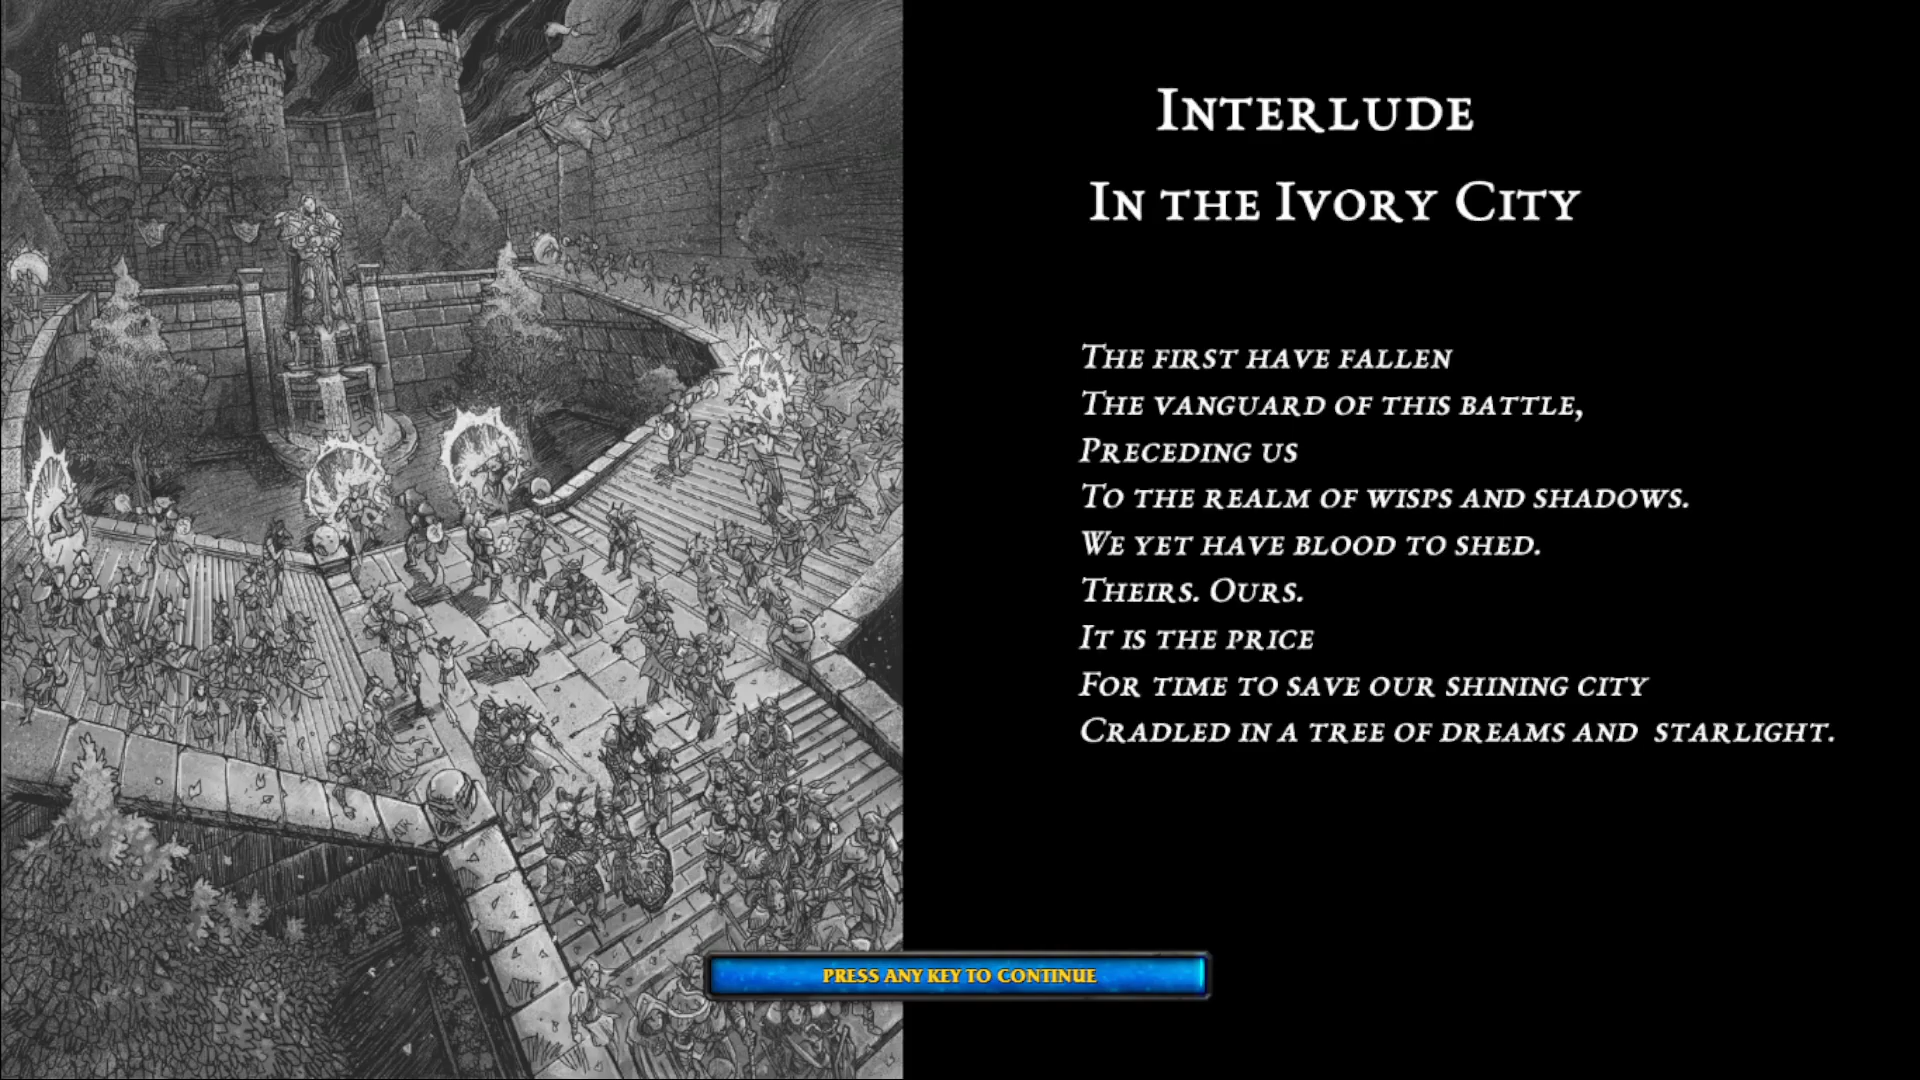 Interlude
In the Ivory City
The first have fallen
The vanguard of this battle,
Preceding us
To the realm of wisps and shadows.
We yet have blood to shed.
Theirs. Ours.
It is the price
For time to save our shining city
Cradled in a tree of dreams and  starlight.
PRESS ANY KEY TO CONTINUE